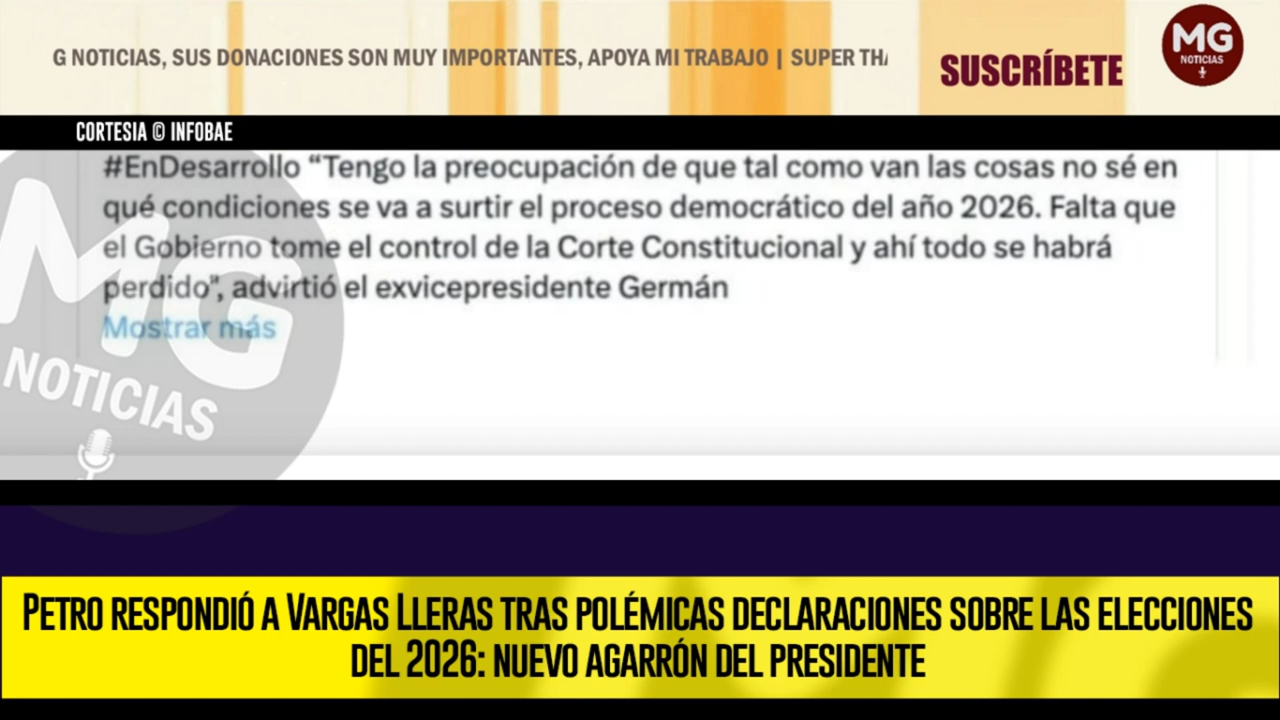 G NOTICIAS, SUS DONACIONES SON MUY IMPORTANTES, APOYA MI TRABAJO | SUPER
SUSCRÍBETE
MG
NOTICIAS
CORTESIA © INFOBAE
#EnDesarrollo “Tengo la preocupación de que tal como van las cosas no sé en
qué condiciones se va a surtir el proceso democrático del año 2026. Falta que
el Gobierno tome el control de la Corte Constitucional y ahí todo se habrá
perdido”, advirtió el exvicepresidente Germán
Mostrar más
MG
NOTICIAS
PETRO RESPONDIÓ A VARGAS LLERAS TRAS POLÉMICAS DECLARACIONES SOBRE LAS ELECCIONES
DEL 2026: NUEVO AGARRÓN DEL PRESIDENTE